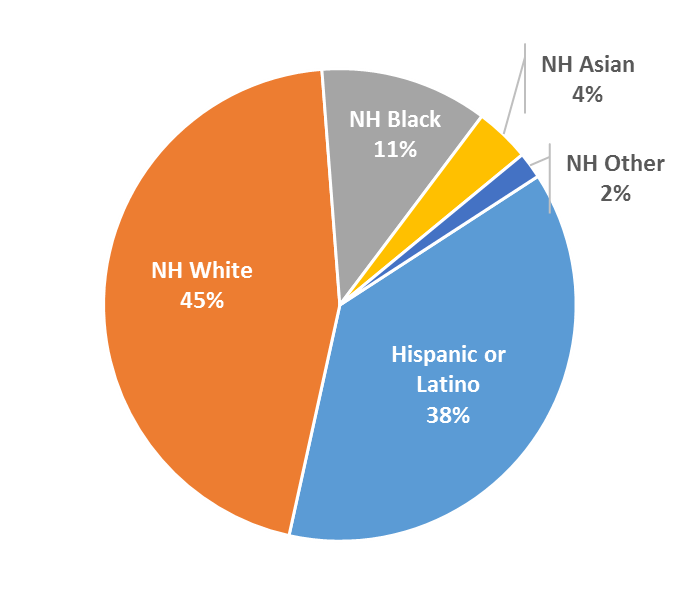 NH Asian
4%
NH Black
11%
NH Other
2%
NH White
45%
Hispanic or
Latino
38%